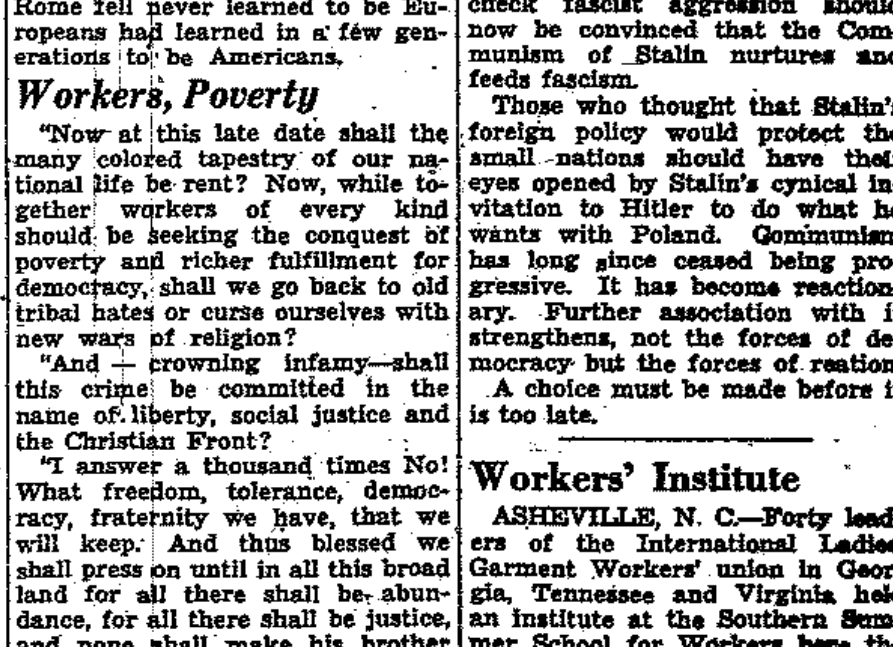 Rome fell never learned to be Eu-
ropeans had learned in a few gen-
erations to be Americans.
Workers, Poverty
"Now at this late date shall the
many colored tapestry of our na-
tional life be rent? Now, while to-
gether workers of every kind
should be seeking the conquest of
poverty and richer fulfillment for
democracy, shall we go back to old
tribal hates or curse ourselves with
new wars of religion?
"And — crowning infamy—shall
this crime be committed in the
name of liberty, social justice and
the Christian Front?
"I answer a thousand times No!
What freedom, tolerance, democ-
racy, fraternity we have, that we
will keep. And thus blessed we
shall press on until in all this broad
land for all there shall be abun-
dance, for all there shall be justice,
and none shall make his brother
check fascist aggression should
now be convinced that the Com
munism of Stalin nurtures and
feeds fascism.
Those who thought that Stalin's
foreign policy would protect th
small nations should have thei
eyes opened by Stalin's cynical in
vitation to Hitler to do what he
wants with Poland. Communism
has long since ceased being pro
gressive. It has become reaction
ary. Further association with i
strengthens, not the forces of de
mocracy but the forces of reation
A choice must be made before i
is too late.
Workers' Institute
ASHEVILLE, N. C.—Forty lead
ers of the International Ladies
Garment Workers' union in Geor
gia, Tennessee and Virginia held
an institute at the Southern Sum
mer School for Workers here th